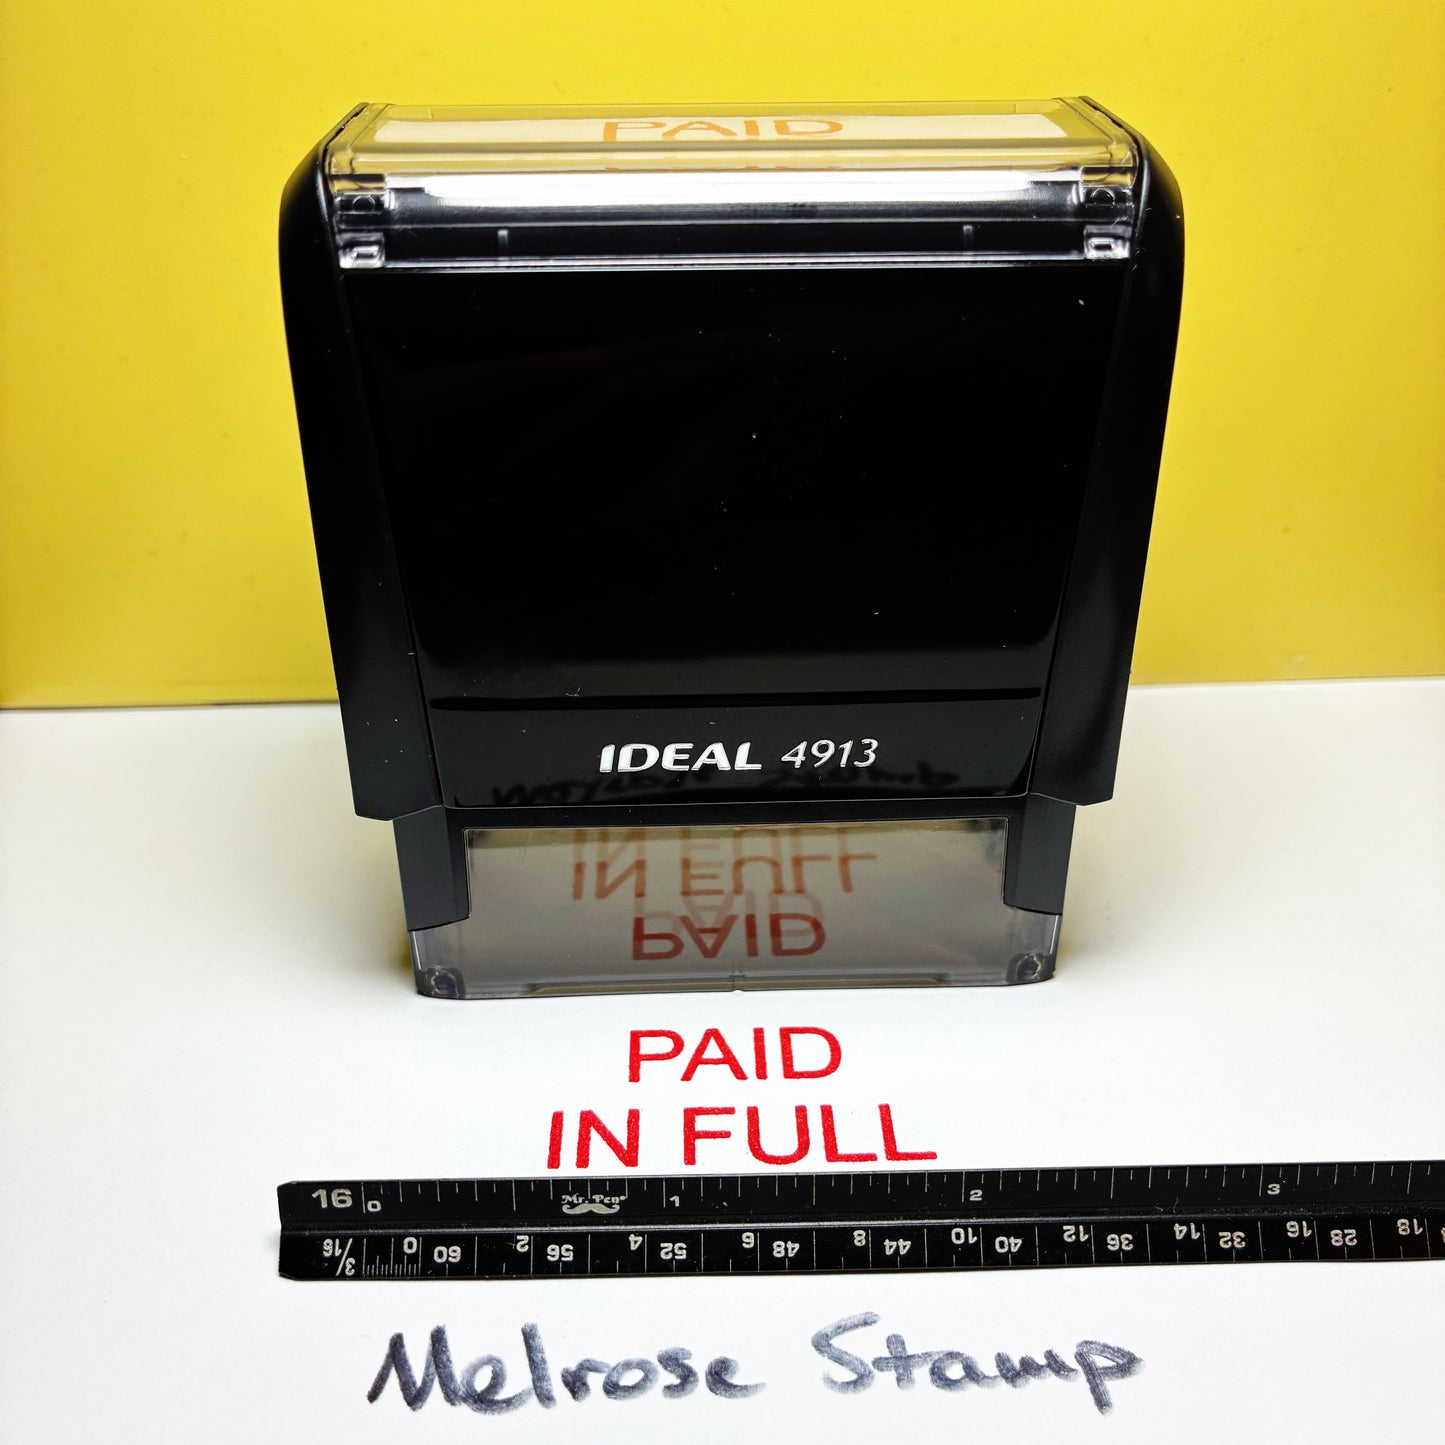 PAID
IDEAL 4913
IN FULL
PAID
PAID
IN FULL
16 0 Mr. Pen® 1 2 3
3/16 0 60 2 56 4 52 6 48 8 44 10 40 12 36 14 32 16 28 18
Melrose Stamp